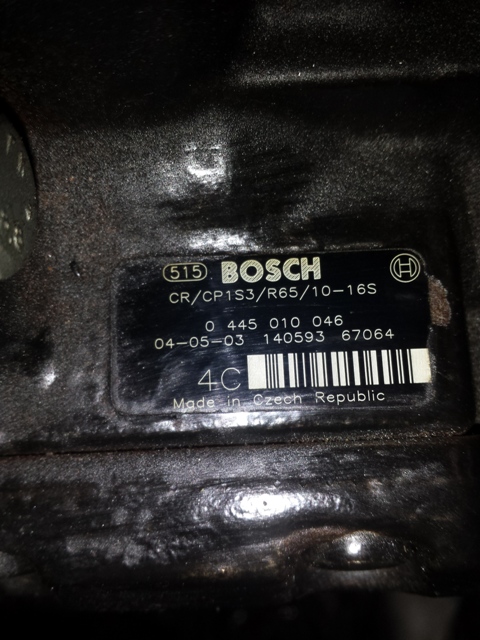 515 BOSCH
CR/CP1S3/R65/10-16S
0 445 010 046
04-05-03 140593 67064
4C
Made in Czech Republic